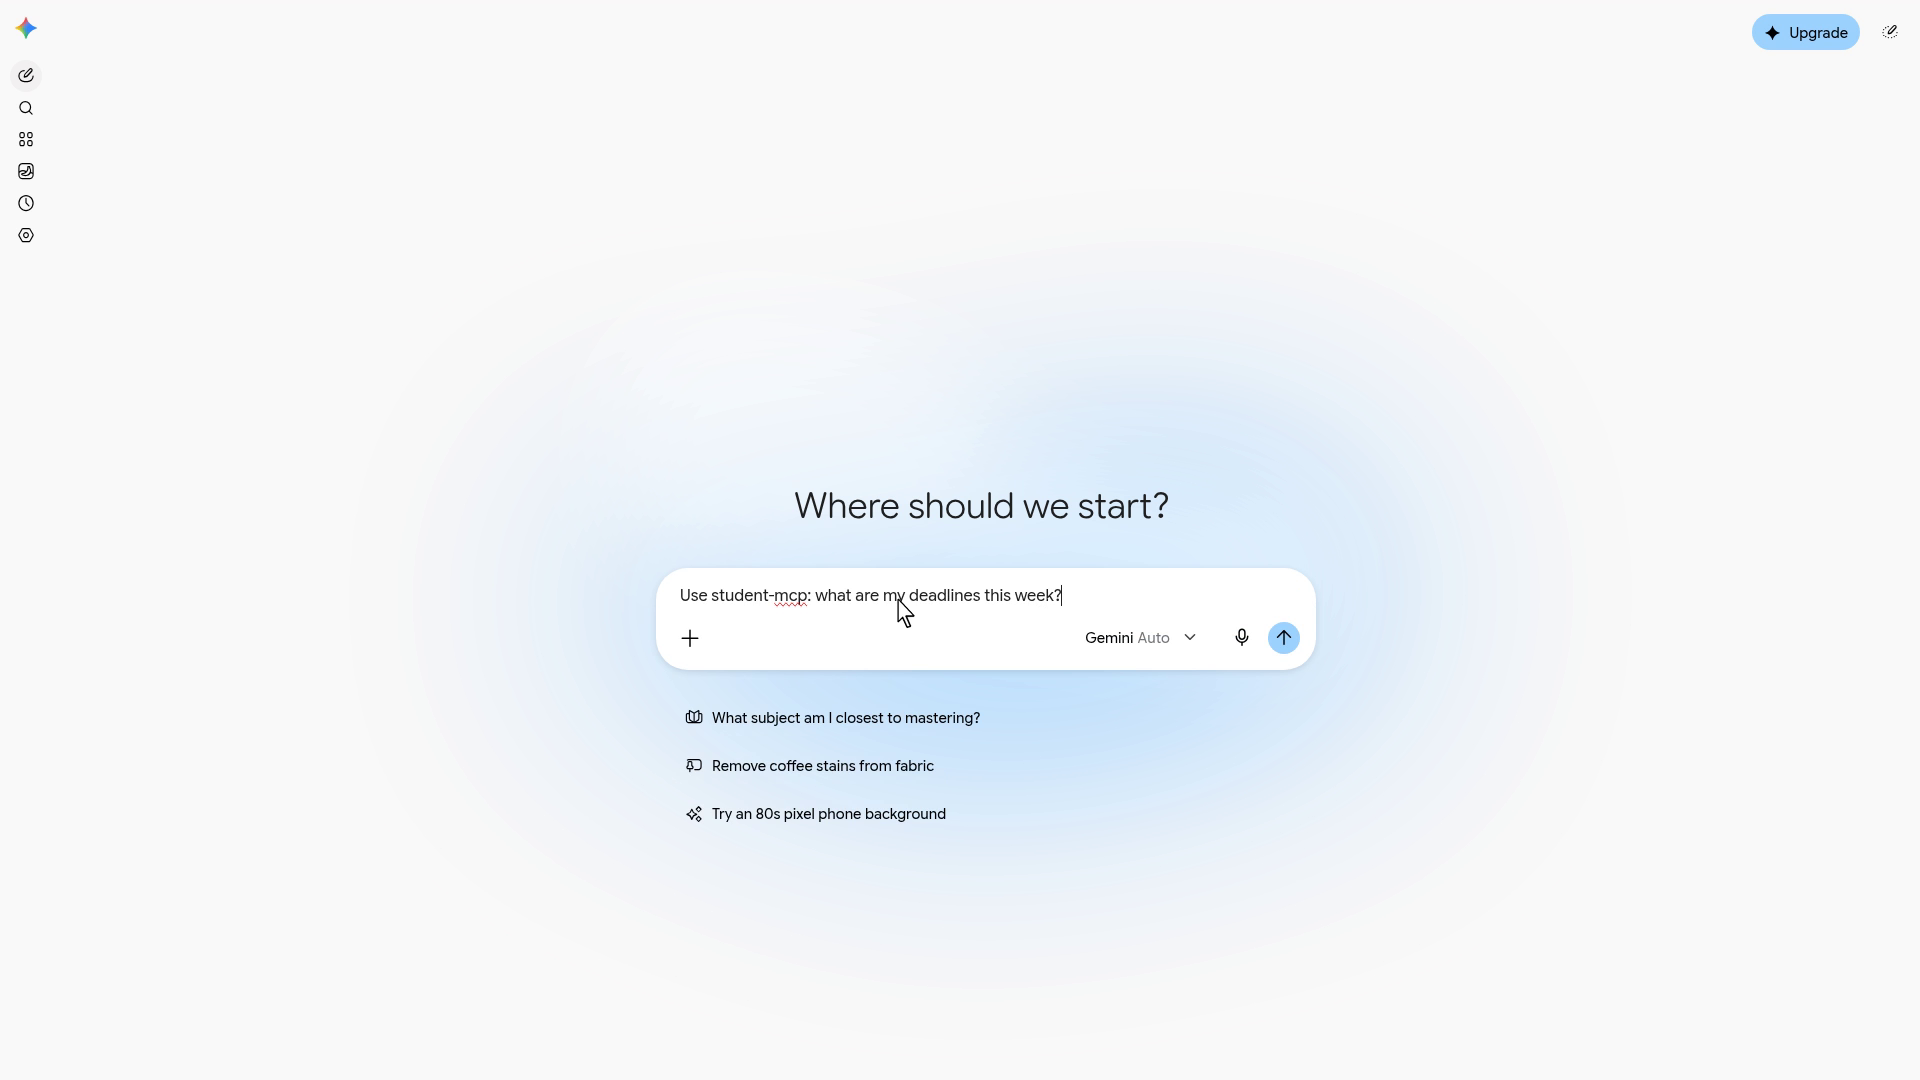 Upgrade
Where should we start?
Use student-mcp: what are my deadlines this week?
Gemini Auto
What subject am I closest to mastering?
Remove coffee stains from fabric
Try an 80s pixel phone background